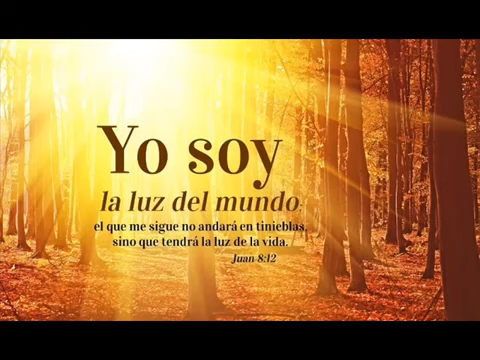 Yo soy
la luz del mundo;
el que me sigue no andará en tinieblas,
sino que tendrá la luz de la vida.
Juan 8:12